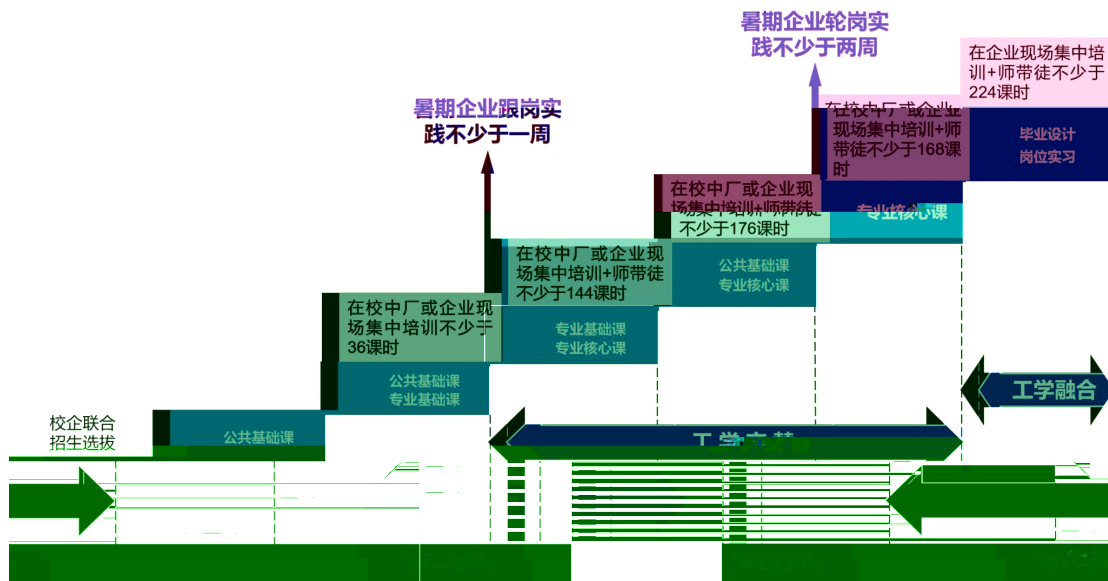 暑期企业轮岗实
践不少于两周
在企业现场集中培
训+师带徒不少于
224课时
暑期企业跟岗实
践不少于一周
在校中厂或企业
现场集中培训+师
带徒不少于168课
时
毕业设计
岗位实习
在校中厂或企业现
场集中培训+师带徒
不少于176课时
专业核心课
在校中厂或企业现
场集中培训+师带徒
不少于144课时
公共基础课
专业核心课
在校中厂或企业现
场集中培训不少于
36课时
专业基础课
专业核心课
公共基础课
专业基础课
工学融合
校企联合
招生选拔
公共基础课